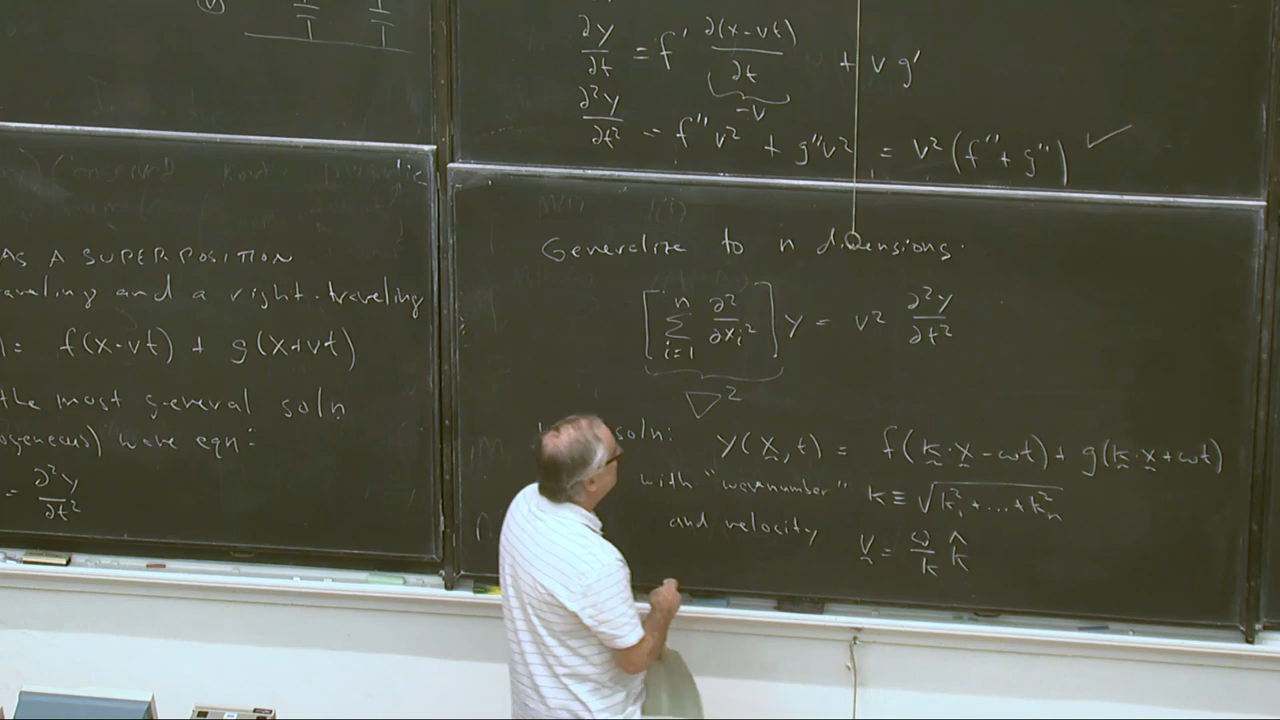 AS A SUPERPOSITION
and a right-traveling
f(x-vt) + g(x+vt)
the most general soln
wave eqn:
= ∂²y/∂t²
∂y/∂t = f' ∂(x-vt)/∂t + v g'
-v
∂²y/∂t² = f''v² + g''v² = v²(f''+g'') ✓
Generalize to n dimensions.
[∑_{i=1}^{n} ∂²/∂x_i²] y = v² ∂²y/∂t²
∇²
soln: y(x̰,t) = f(k̰·x̰-ωt) + g(k̰·x̰+ωt)
with "wavenumber" k ≡ √(k₁²+...+k_n²)
and velocity v̰ = ω/k k̂